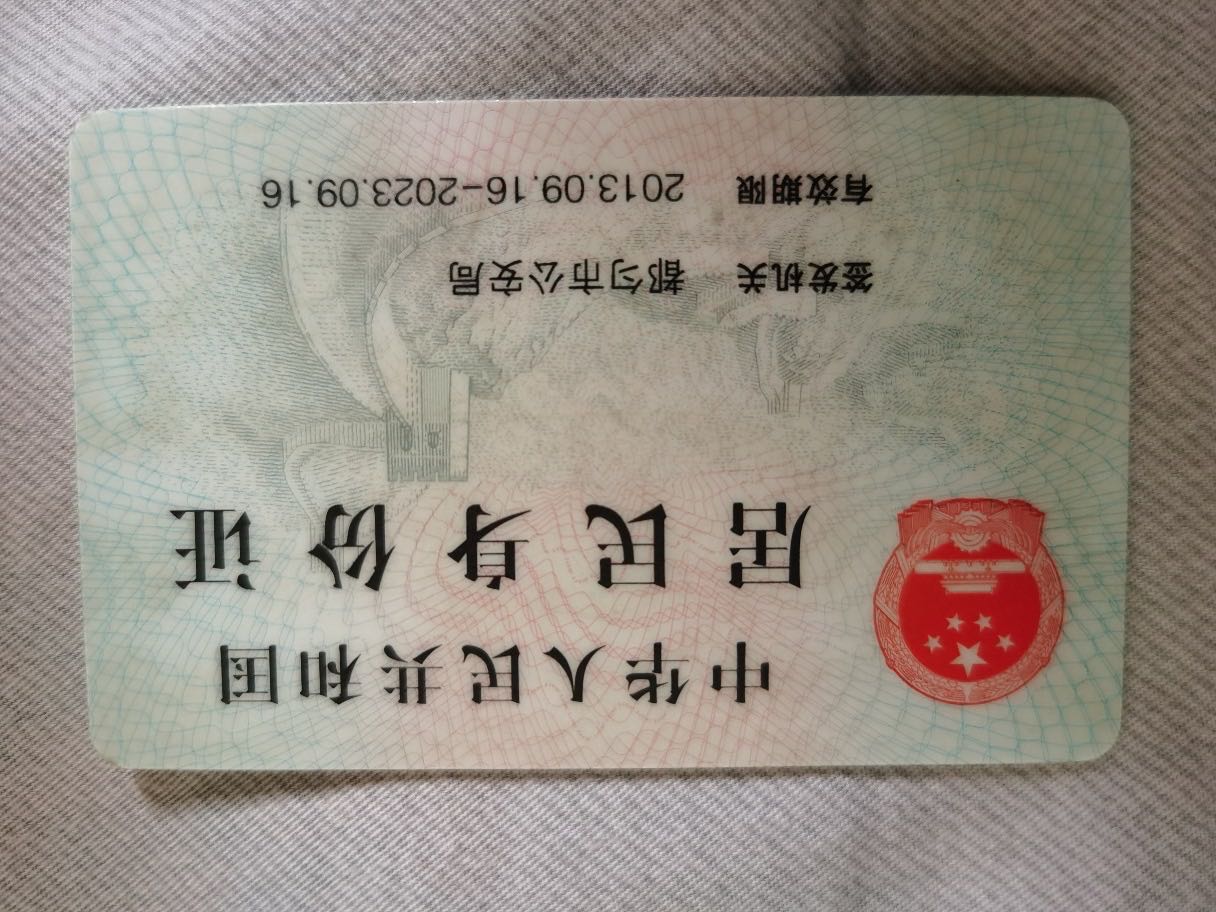 中华人民共和国
居民身份证
签发机关 都匀市公安局
有效期限 2013.09.16-2023.09.16